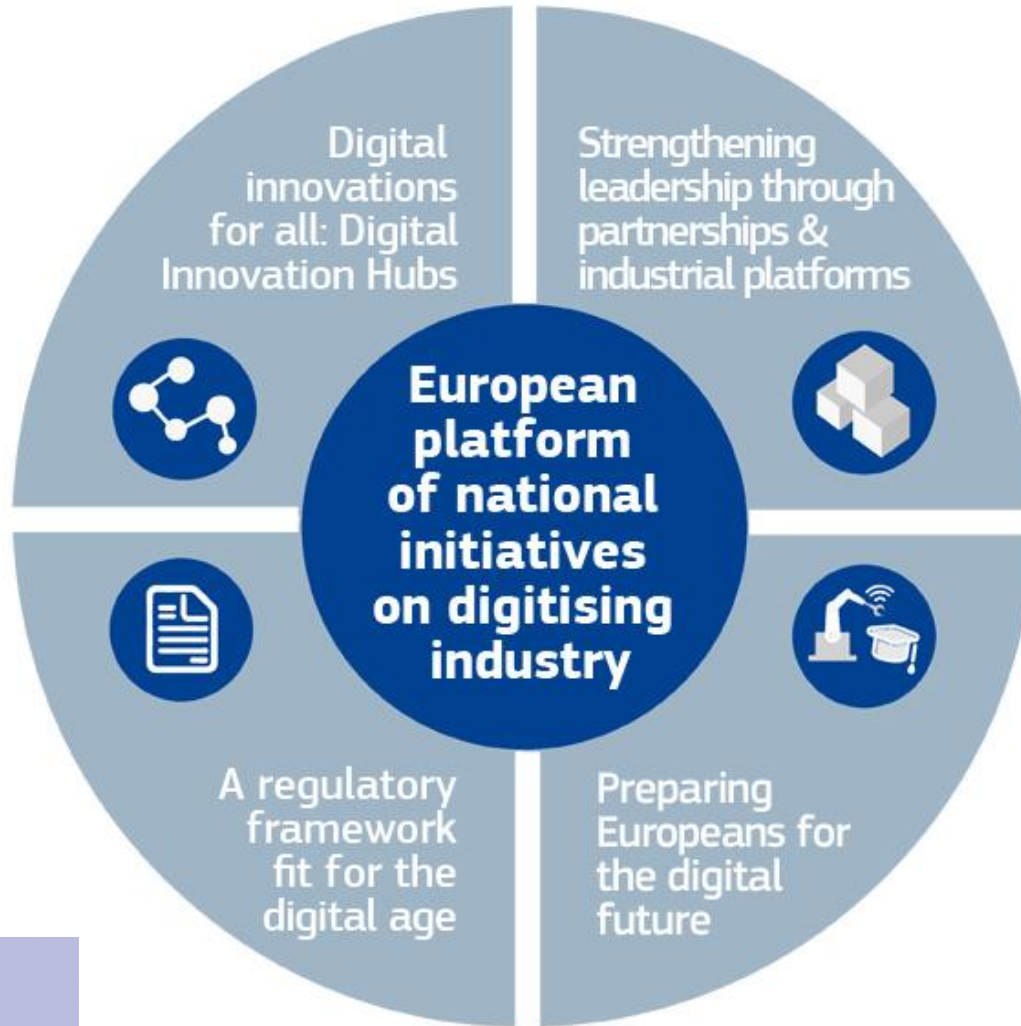 Digital
innovations
for all: Digital
Innovation Hubs
Strengthening
leadership through
partnerships &
industrial platforms
European
platform
of national
initiatives
on digitising
industry
A regulatory
framework
fit for the
digital age
Preparing
Europeans for
the digital
future